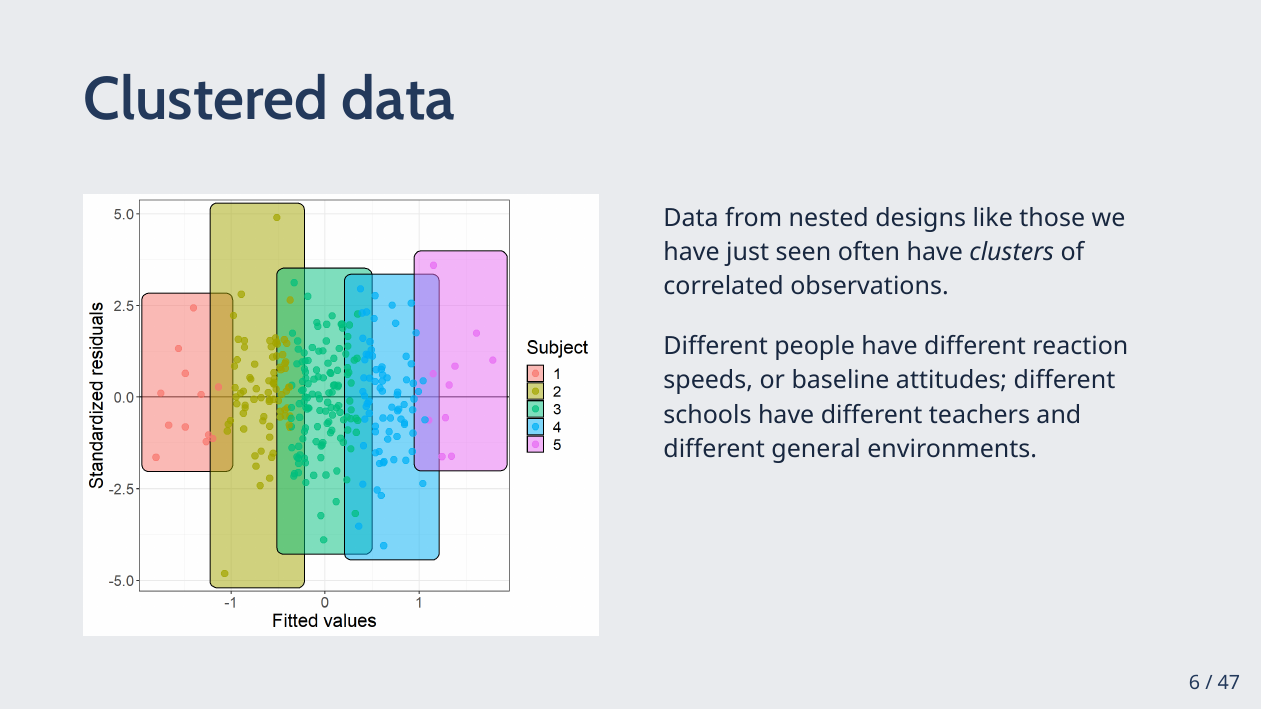 Clustered data
5.0
2.5
0.0
-2.5
-5.0
Standardized residuals
-1 0 1
Fitted values
Subject
1
2
3
4
5
Data from nested designs like those we
have just seen often have clusters of
correlated observations.
Different people have different reaction
speeds, or baseline attitudes; different
schools have different teachers and
different general environments.
6 / 47